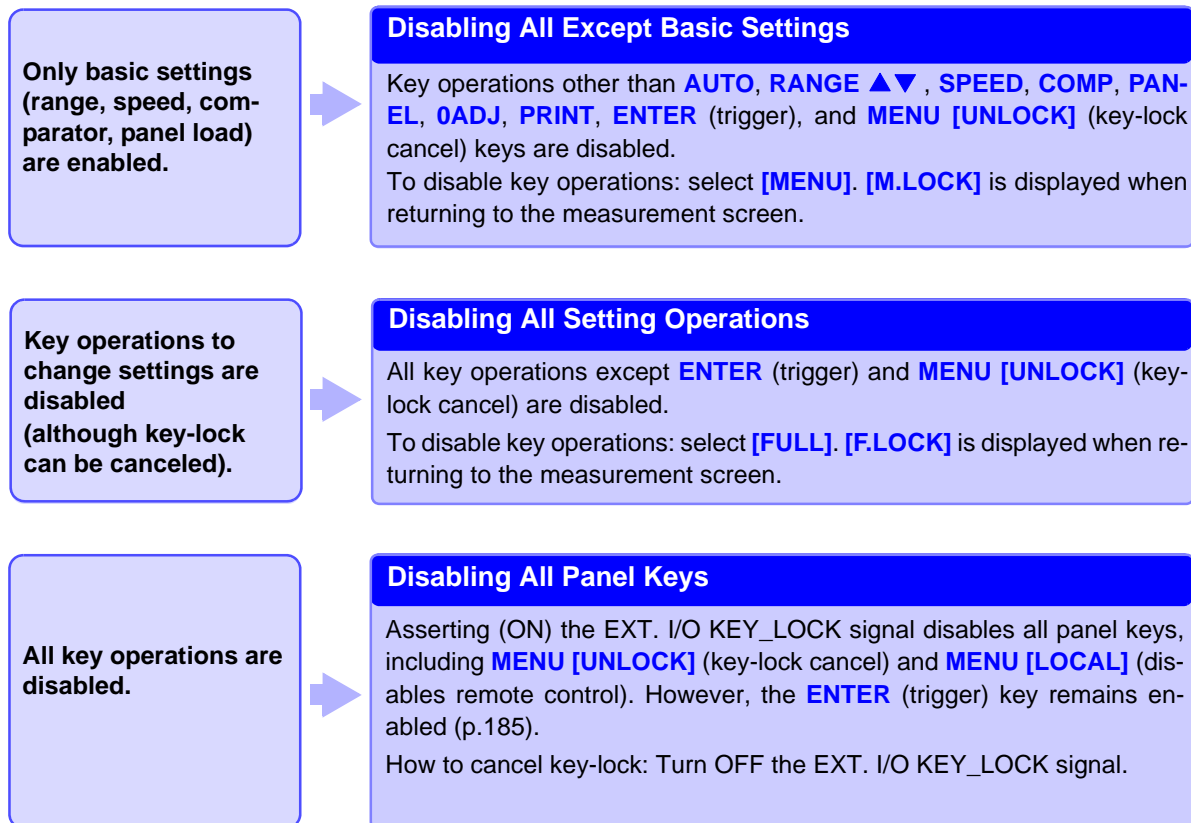 Only basic settings
(range, speed, com-
parator, panel load)
are enabled.
Disabling All Except Basic Settings
Key operations other than AUTO, RANGE ▲▼ , SPEED, COMP, PAN-
EL, 0ADJ, PRINT, ENTER (trigger), and MENU [UNLOCK] (key-lock
cancel) keys are disabled.
To disable key operations: select [MENU]. [M.LOCK] is displayed when
returning to the measurement screen.
Key operations to
change settings are
disabled
(although key-lock
can be canceled).
Disabling All Setting Operations
All key operations except ENTER (trigger) and MENU [UNLOCK] (key-
lock cancel) are disabled.
To disable key operations: select [FULL]. [F.LOCK] is displayed when re-
turning to the measurement screen.
All key operations are
disabled.
Disabling All Panel Keys
Asserting (ON) the EXT. I/O KEY_LOCK signal disables all panel keys,
including MENU [UNLOCK] (key-lock cancel) and MENU [LOCAL] (dis-
ables remote control). However, the ENTER (trigger) key remains en-
abled (p.185).
How to cancel key-lock: Turn OFF the EXT. I/O KEY_LOCK signal.